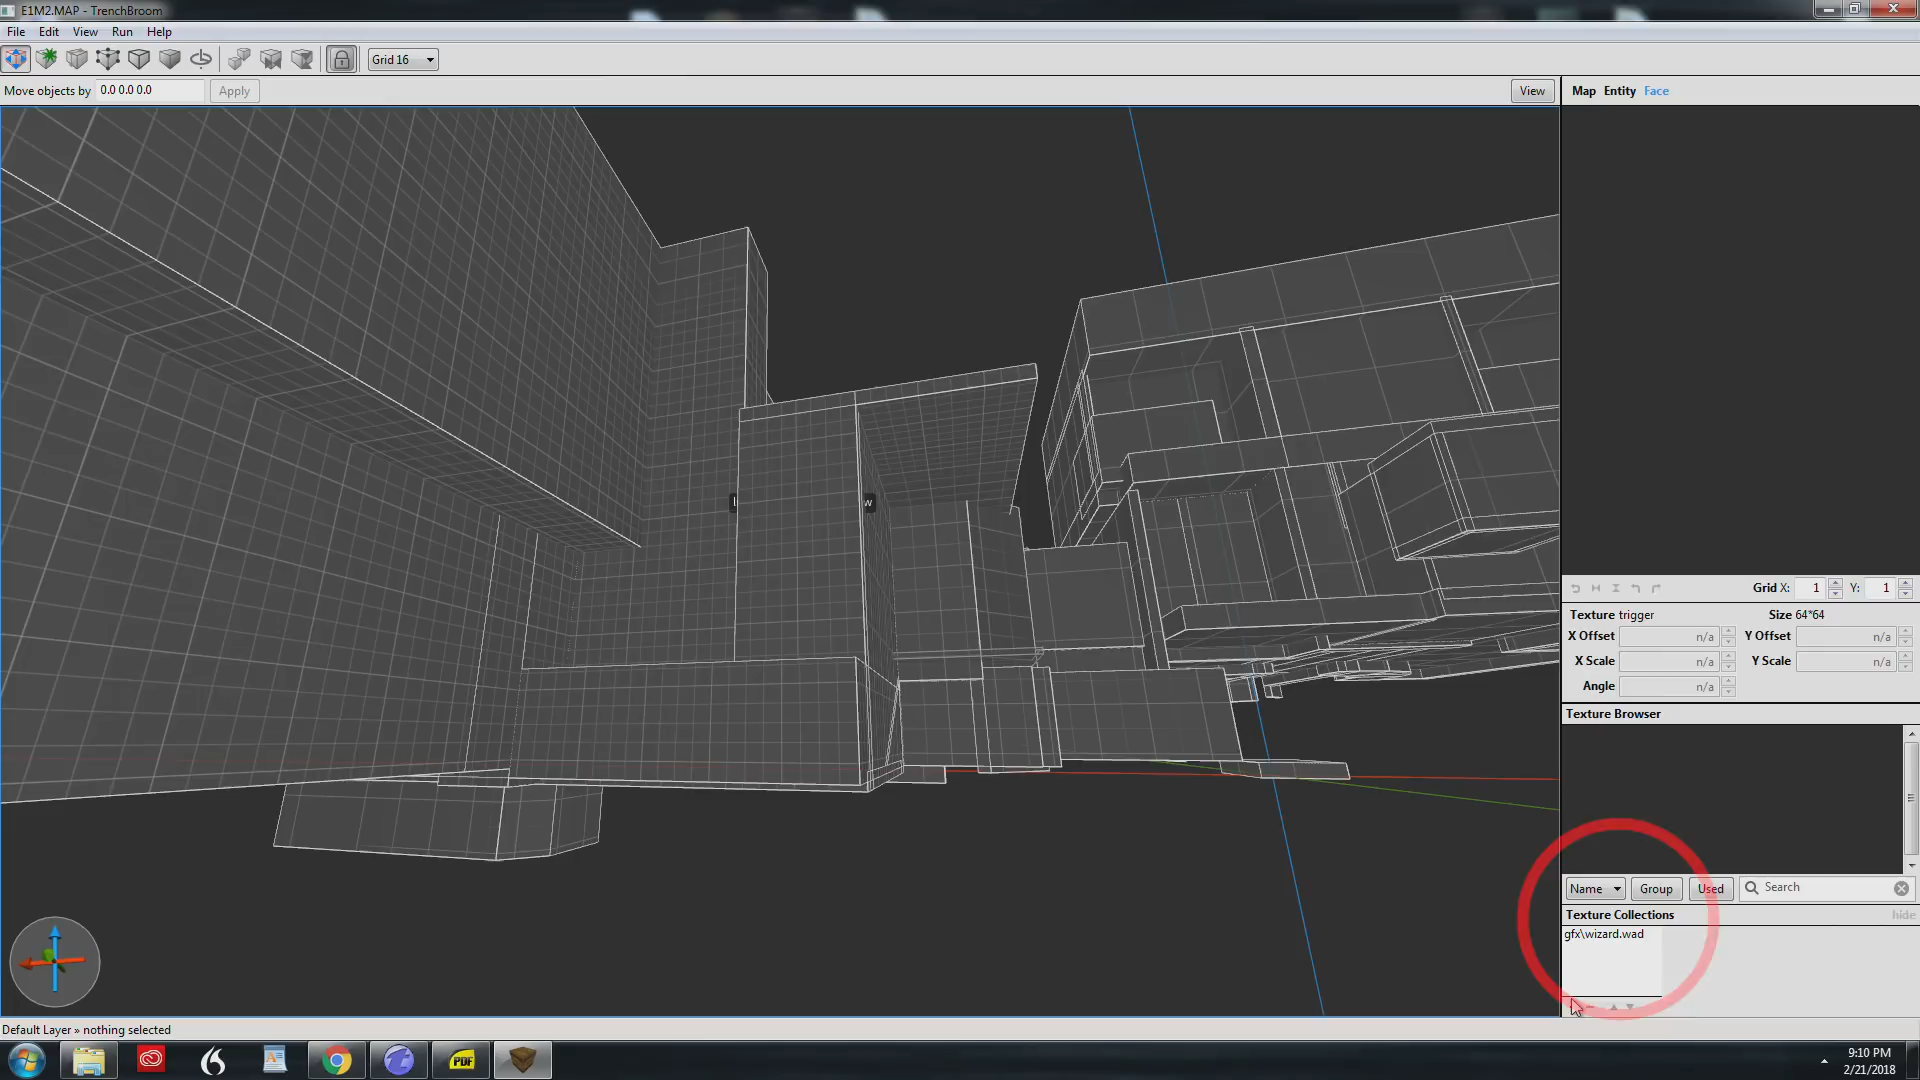 E1M2.MAP - TrenchBroom
File Edit View Run Help
Grid 16
Move objects by 0.0 0.0 0.0 Apply View Map Entity Face
w
Grid X: 1 Y: 1
Texture trigger Size 64*64
X Offset n/a Y Offset n/a
X Scale n/a Y Scale n/a
Angle n/a
Texture Browser
Name Group Used Search
Texture Collections hide
gfx\wizard.wad
Default Layer » nothing selected
PDF
9:10 PM
2/21/2018